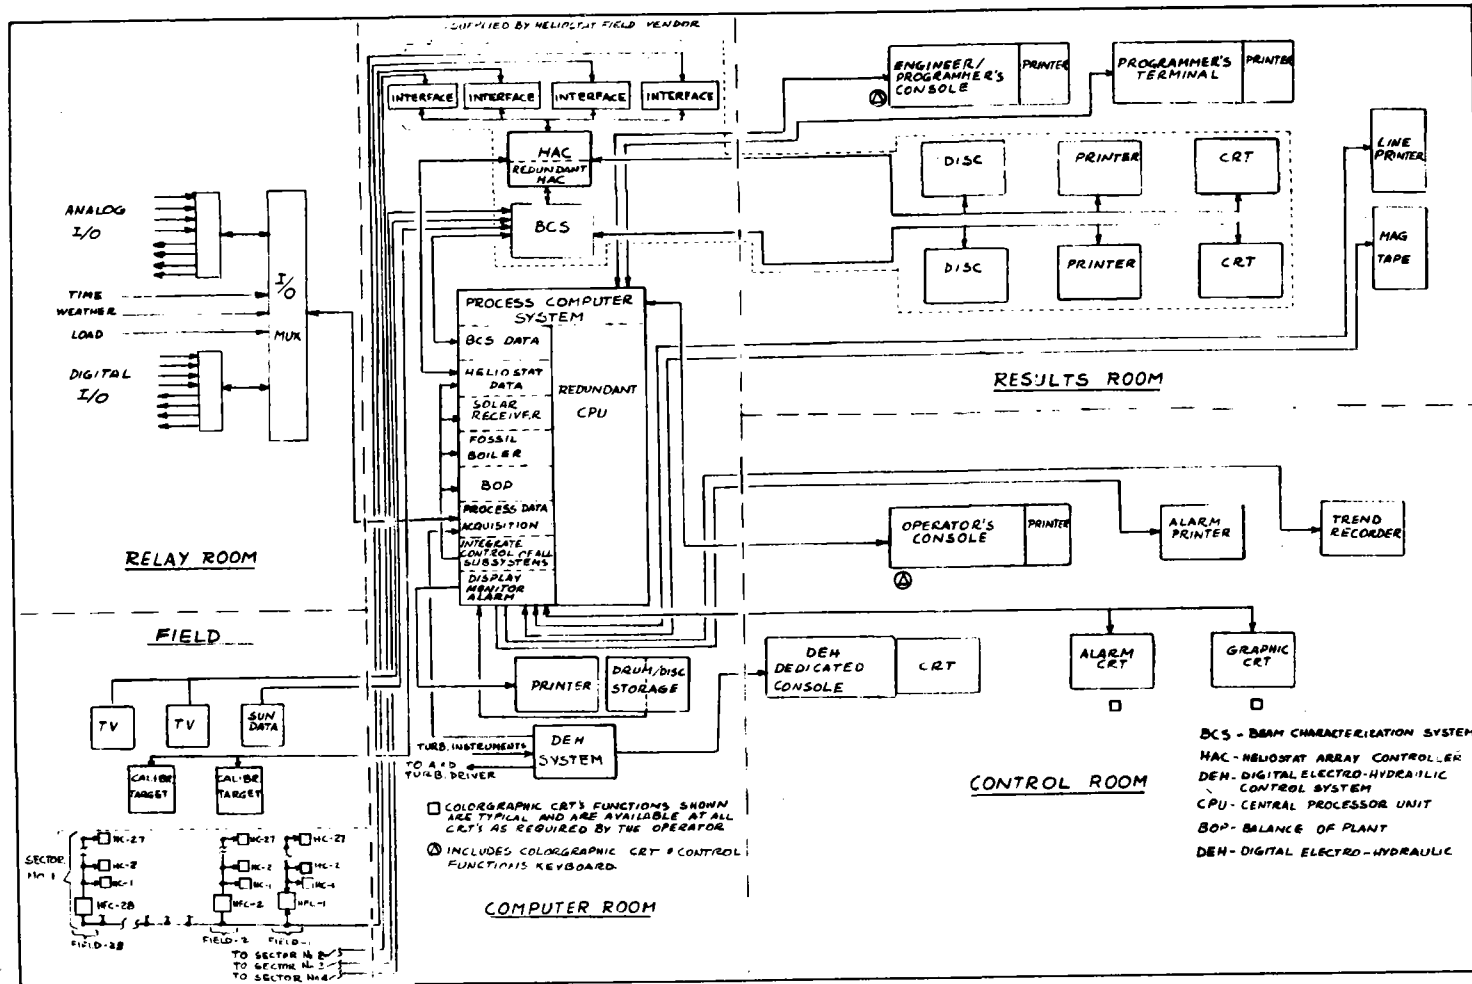 SUPPLIED BY HELIOSTAT FIELD VENDOR
INTERFACE
INTERFACE
INTERFACE
INTERFACE
HAC
REDUNDANT
HAC
BCS
ENGINEER/
PROGRAMMER'S
CONSOLE
PRINTER
PROGRAMMER'S
TERMINAL
PRINTER
DISC
PRINTER
CRT
LINE
PRINTER
DISC
PRINTER
CRT
MAG
TAPE
RESULTS ROOM
ANALOG
I/O
TIME
WEATHER
LOAD
DIGITAL
I/O
I/O
MUX
RELAY ROOM
PROCESS COMPUTER
SYSTEM
BCS DATA
HELIOSTAT
DATA
SOLAR
RECEIVER
FOSSIL
BOILER
BOP
PROCESS DATA
ACQUISITION
INTEGRATE
CONTROL OF ALL
SUBSYSTEMS
DISPLAY
MONITOR
ALARM
REDUNDANT
CPU
OPERATOR'S
CONSOLE
PRINTER
ALARM
PRINTER
TREND
RECORDER
DEH
DEDICATED
CONSOLE
CRT
ALARM
CRT
GRAPHIC
CRT
CONTROL ROOM
PRINTER
DRUM/DISC
STORAGE
DEH
SYSTEM
TURB. INSTRUMENTS
TO AND
TURB. DRIVER
COLORGRAPHIC CRT'S FUNCTIONS SHOWN
ARE TYPICAL AND ARE AVAILABLE AT ALL
CRT'S AS REQUIRED BY THE OPERATOR
INCLUDES COLORGRAPHIC CRT & CONTROL
FUNCTIONS KEYBOARD
COMPUTER ROOM
BCS - BEAM CHARACTERIZATION SYSTEM
HAC - HELIOSTAT ARRAY CONTROLLER
DEH - DIGITAL ELECTRO-HYDRAULIC
CONTROL SYSTEM
CPU - CENTRAL PROCESSOR UNIT
BOP - BALANCE OF PLANT
DEH - DIGITAL ELECTRO-HYDRAULIC
FIELD
TV
TV
SUN
DATA
CALIBR
TARGET
CALIBR
TARGET
SECTOR
No 1
HC-27
HC-2
HC-1
HFC-28
HC-27
HC-2
HC-1
HFC-2
HC-27
HC-2
HC-1
HFC-1
FIELD-28
FIELD-2
FIELD-1
TO SECTOR No 2
TO SECTOR No 3
TO SECTOR No 4